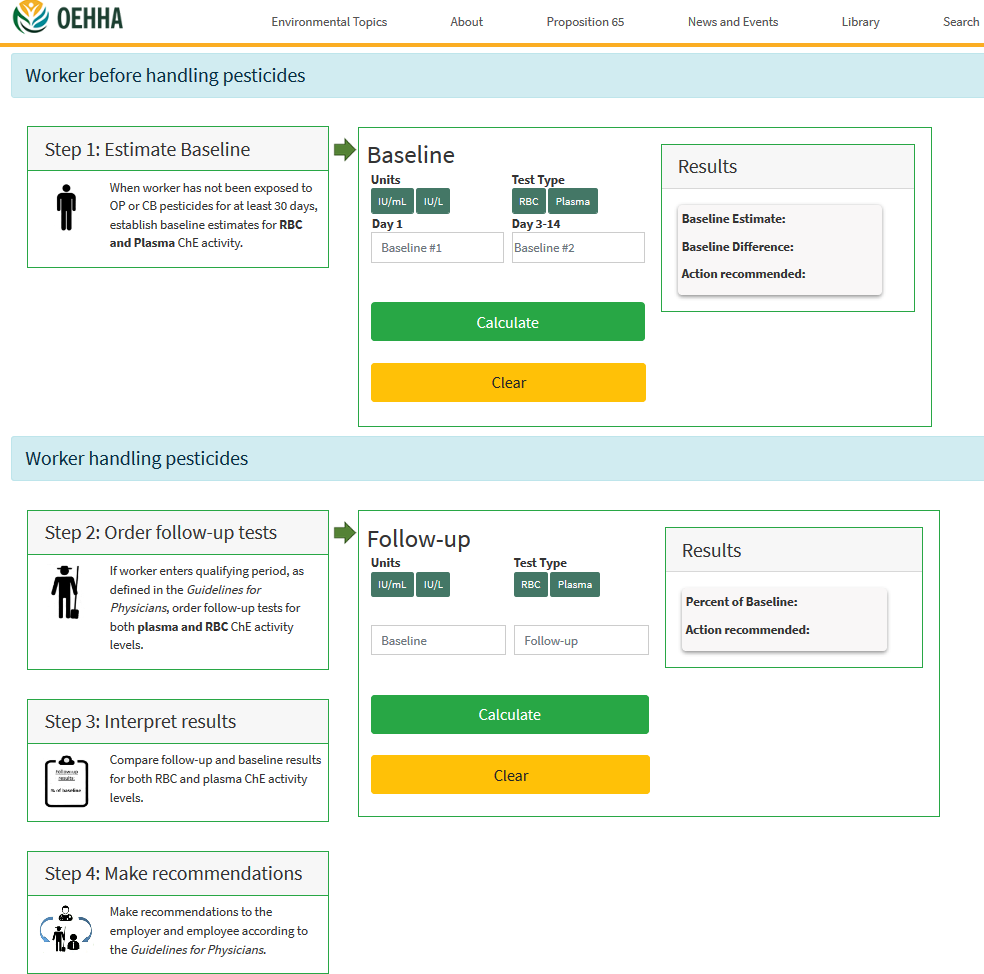 OEHHA
Environmental Topics
About
Proposition 65
News and Events
Library
Search
Worker before handling pesticides
Step 1: Estimate Baseline
When worker has not been exposed to
OP or CB pesticides for at least 30 days,
establish baseline estimates for RBC
and Plasma ChE activity.
Baseline
Units
Test Type
IU/mL
IU/L
RBC
Plasma
Day 1
Day 3-14
Baseline #1
Baseline #2
Calculate
Clear
Results
Baseline Estimate:
Baseline Difference:
Action recommended:
Worker handling pesticides
Step 2: Order follow-up tests
If worker enters qualifying period, as
defined in the Guidelines for
Physicians, order follow-up tests for
both plasma and RBC ChE activity
levels.
Follow-up
Units
Test Type
IU/mL
IU/L
RBC
Plasma
Baseline
Follow-up
Calculate
Clear
Results
Percent of Baseline:
Action recommended:
Step 3: Interpret results
Follow-up
results:
% of baseline
Compare follow-up and baseline results
for both RBC and plasma ChE activity
levels.
Step 4: Make recommendations
Make recommendations to the
employer and employee according to
the Guidelines for Physicians.